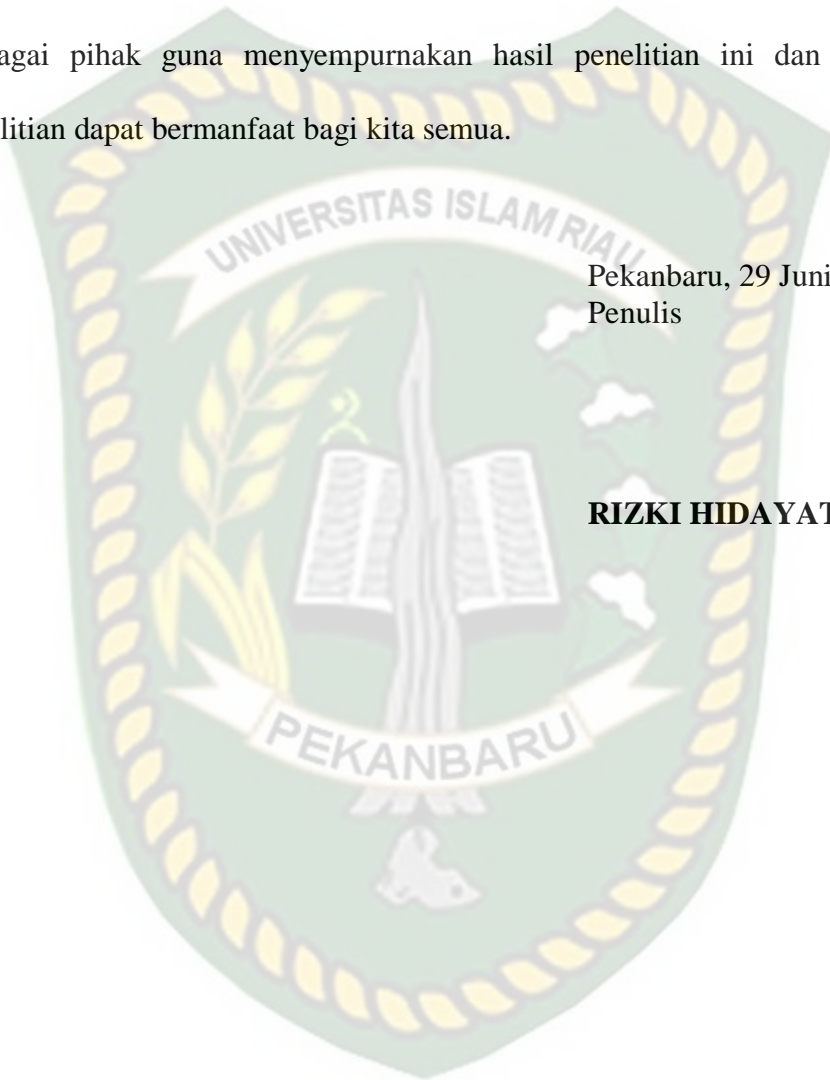 agai pihak guna menyempurnakan hasil penelitian ini dan
litian dapat bermanfaat bagi kita semua.
UNIVERSITAS ISLAM RIAU
Pekanbaru, 29 Juni
Penulis
RIZKI HIDAYAT
PEKANBARU